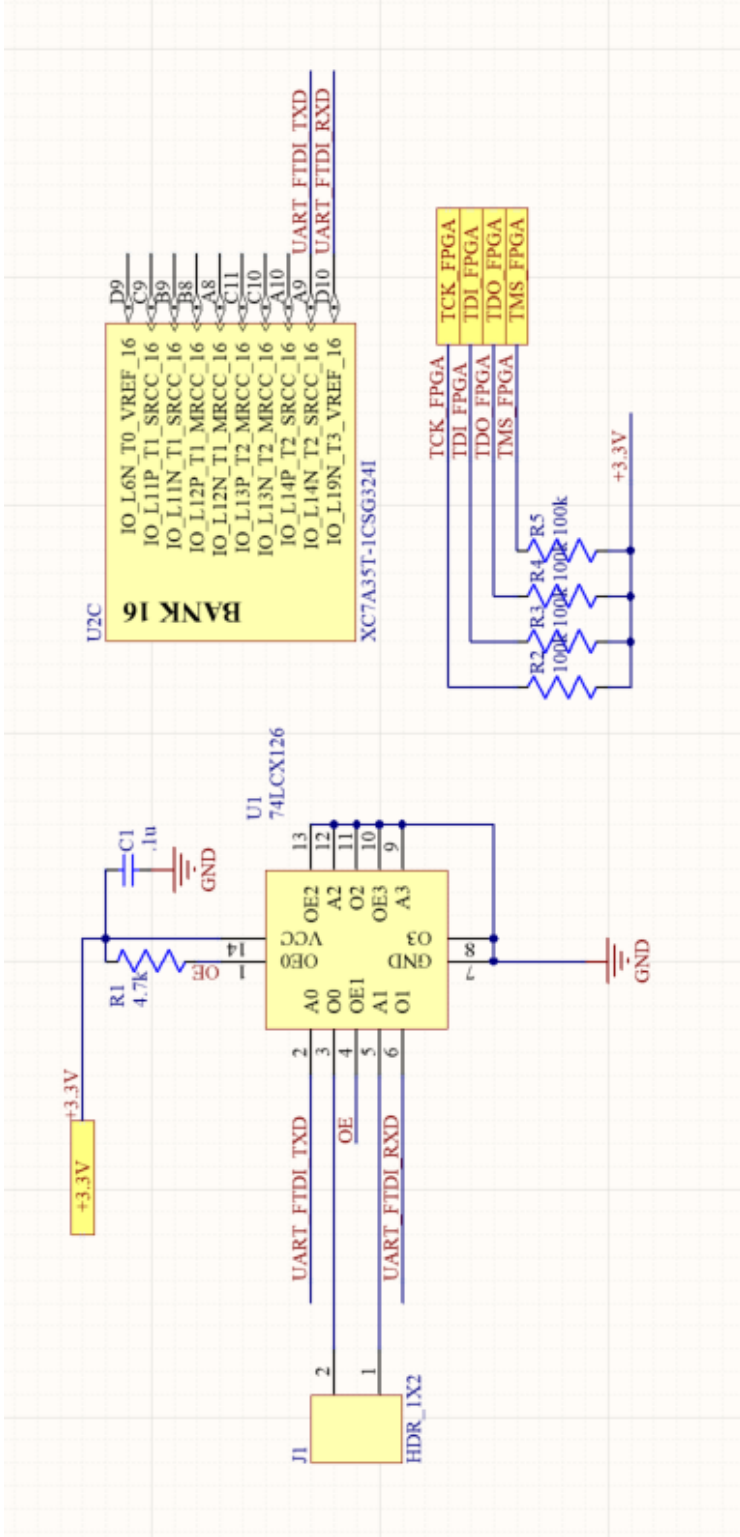 U2C
BANK 16
IO_L6N_T0_VREF_16
D9
IO_L11P_T1_SRCC_16
C9
IO_L11N_T1_SRCC_16
B9
IO_L12P_T1_MRCC_16
B8
IO_L12N_T1_MRCC_16
A8
IO_L13P_T2_MRCC_16
C11
IO_L13N_T2_MRCC_16
C10
IO_L14P_T2_SRCC_16
A10
IO_L14N_T2_SRCC_16
A9
UART_FTDI_TXD
IO_L19N_T3_VREF_16
D10
UART_FTDI_RXD
XC7A35T-1CSG324I
TCK_FPGA
TCK_FPGA
TDI_FPGA
TDI_FPGA
TDO_FPGA
TDO_FPGA
TMS_FPGA
TMS_FPGA
R2
100k
R3
100k
R4
100k
R5
100k
+3.3V
+3.3V
+3.3V
R1
4.7k
OE
C1
.1u
GND
U1
74LCX126
1
OE0
14
VCC
2
A0
3
O0
4
OE1
5
A1
6
O1
OE2
13
A2
12
O2
11
OE3
10
A3
9
GND
7
O3
8
GND
UART_FTDI_TXD
OE
UART_FTDI_RXD
J1
2
1
HDR_1X2